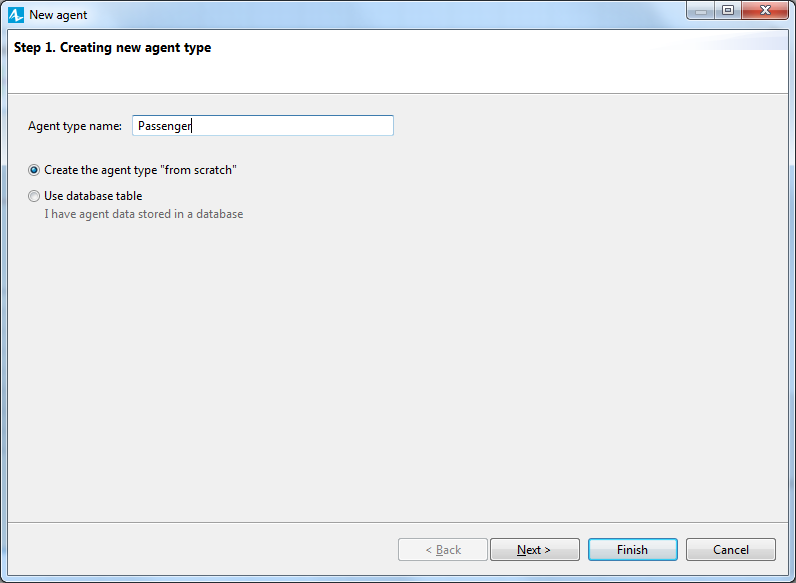 New agent
Step 1. Creating new agent type
Agent type name: Passenger
Create the agent type "from scratch"
Use database table
I have agent data stored in a database
< Back Next > Finish Cancel